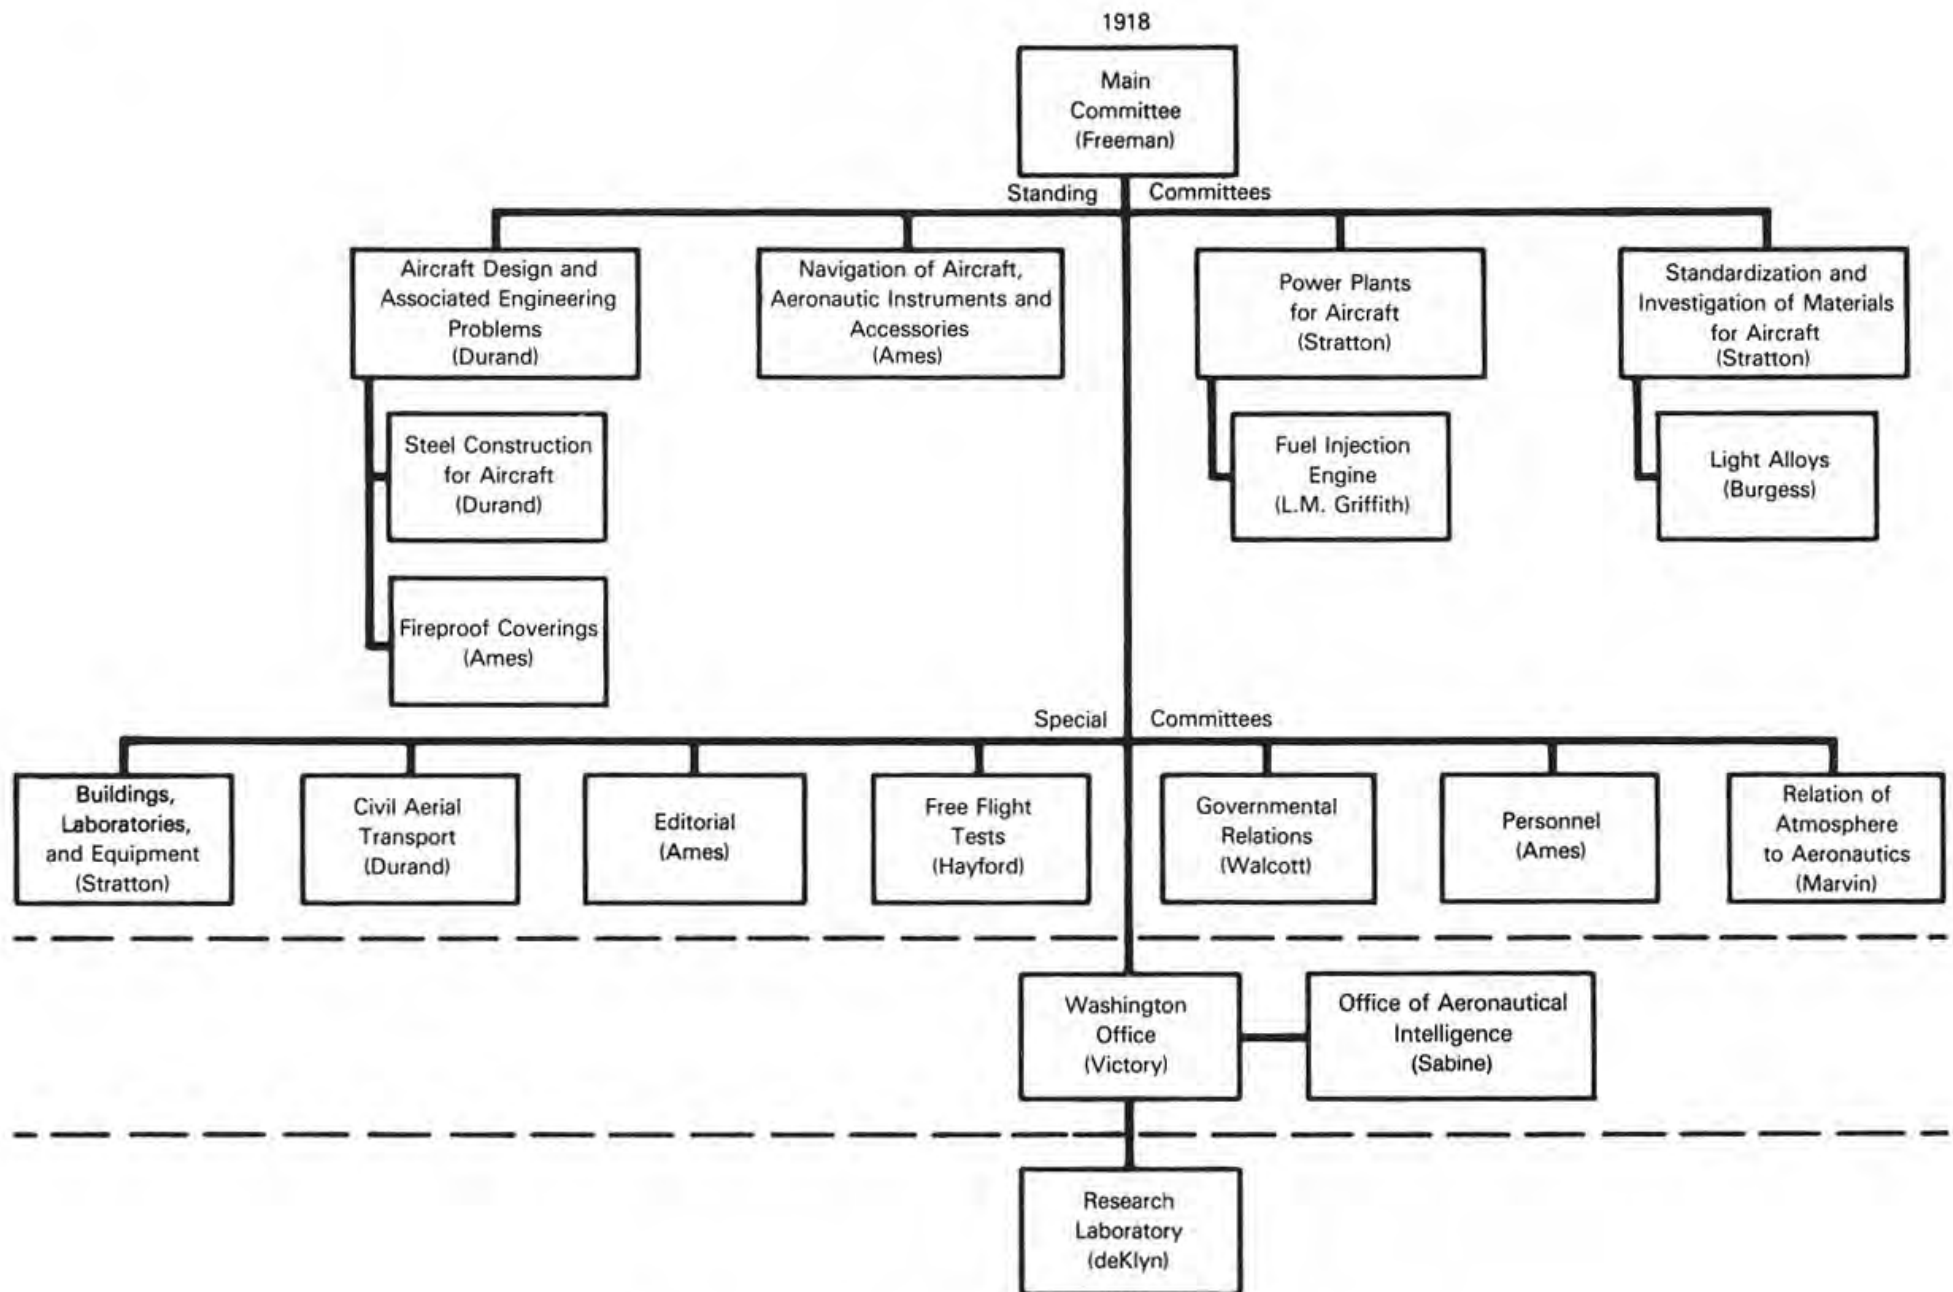 1918
Main
Committee
(Freeman)
Standing Committees
Aircraft Design and
Associated Engineering
Problems
(Durand)
Navigation of Aircraft,
Aeronautic Instruments and
Accessories
(Ames)
Power Plants
for Aircraft
(Stratton)
Standardization and
Investigation of Materials
for Aircraft
(Stratton)
Steel Construction
for Aircraft
(Durand)
Fuel Injection
Engine
(L.M. Griffith)
Light Alloys
(Burgess)
Fireproof Coverings
(Ames)
Special Committees
Buildings,
Laboratories,
and Equipment
(Stratton)
Civil Aerial
Transport
(Durand)
Editorial
(Ames)
Free Flight
Tests
(Hayford)
Governmental
Relations
(Walcott)
Personnel
(Ames)
Relation of
Atmosphere
to Aeronautics
(Marvin)
Washington
Office
(Victory)
Office of Aeronautical
Intelligence
(Sabine)
Research
Laboratory
(deKlyn)